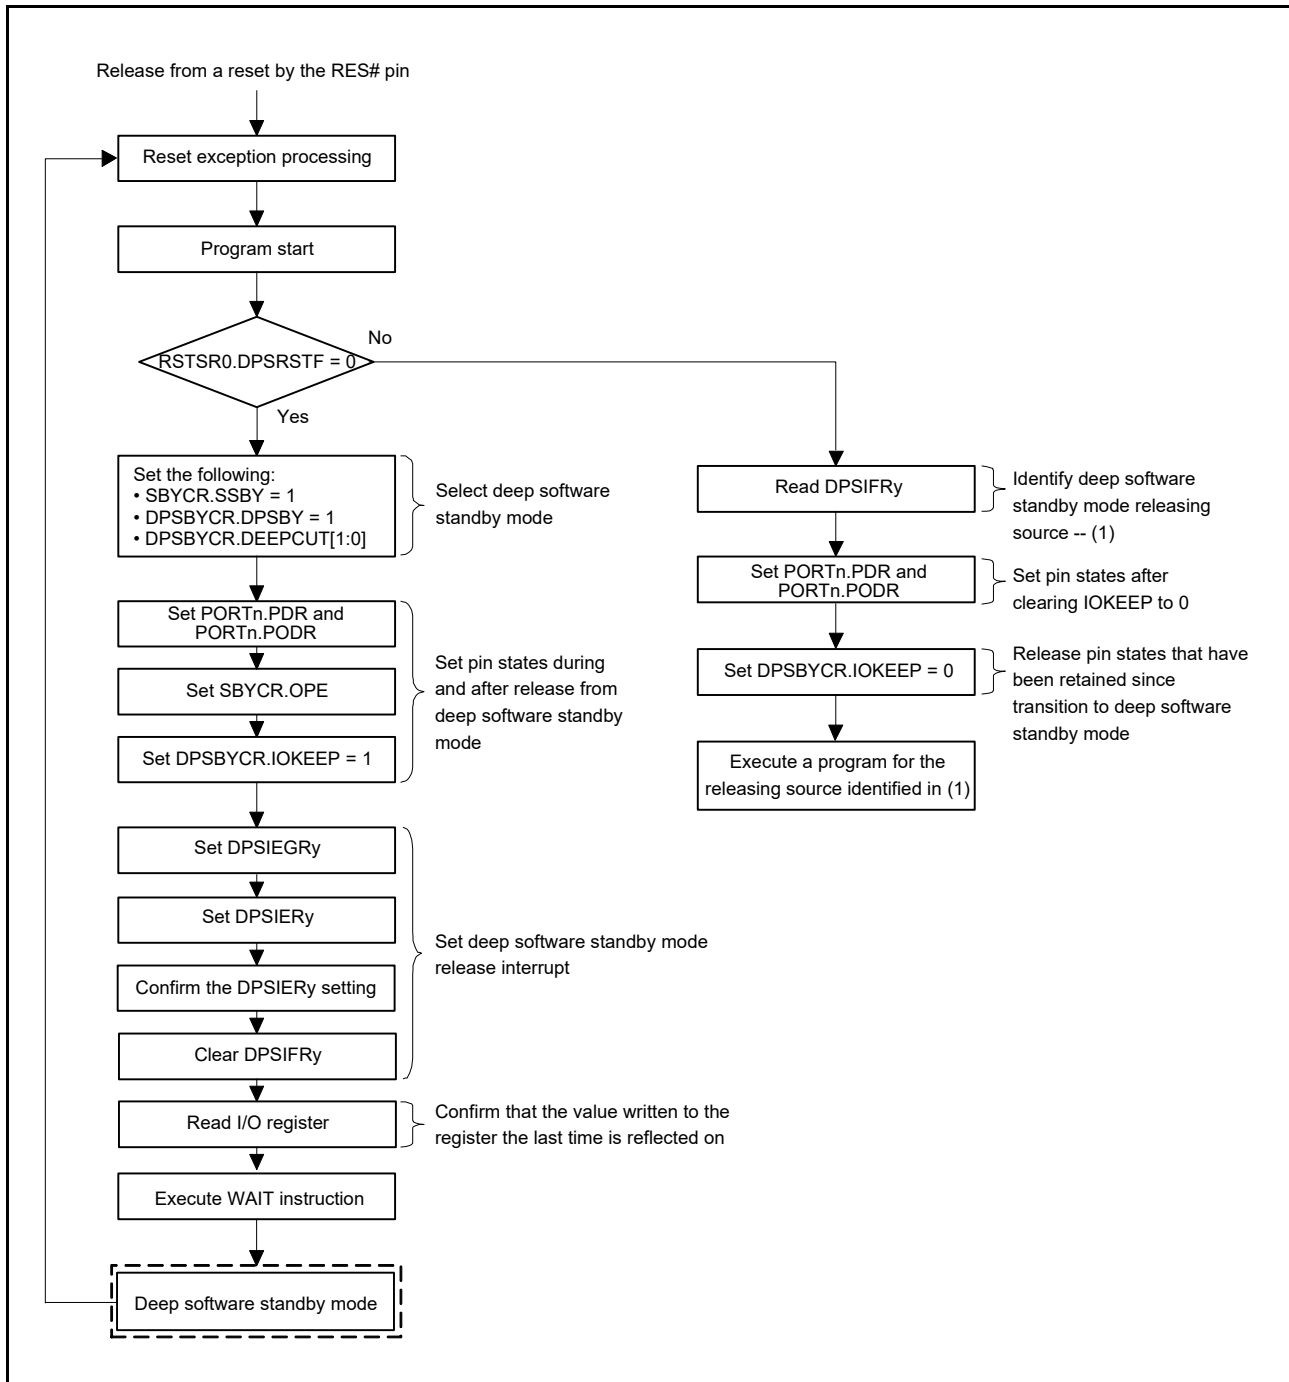 Release from a reset by the RES# pin
Reset exception processing
Program start
RSTSR0.DPSRSTF = 0
No
Yes
Set the following:
• SBYCR.SSBY = 1
• DPSBYCR.DPSBY = 1
• DPSBYCR.DEEPCUT[1:0]
Select deep software
standby mode
Set PORTn.PDR and
PORTn.PODR
Set SBYCR.OPE
Set DPSBYCR.IOKEEP = 1
Set pin states during
and after release from
deep software standby
mode
Set DPSIEGRy
Set DPSIERy
Confirm the DPSIERy setting
Clear DPSIFRy
Set deep software standby mode
release interrupt
Read I/O register
Confirm that the value written to the
register the last time is reflected on
Execute WAIT instruction
Deep software standby mode
Read DPSIFRy
Identify deep software
standby mode releasing
source -- (1)
Set PORTn.PDR and
PORTn.PODR
Set pin states after
clearing IOKEEP to 0
Set DPSBYCR.IOKEEP = 0
Release pin states that have
been retained since
transition to deep software
standby mode
Execute a program for the
releasing source identified in (1)